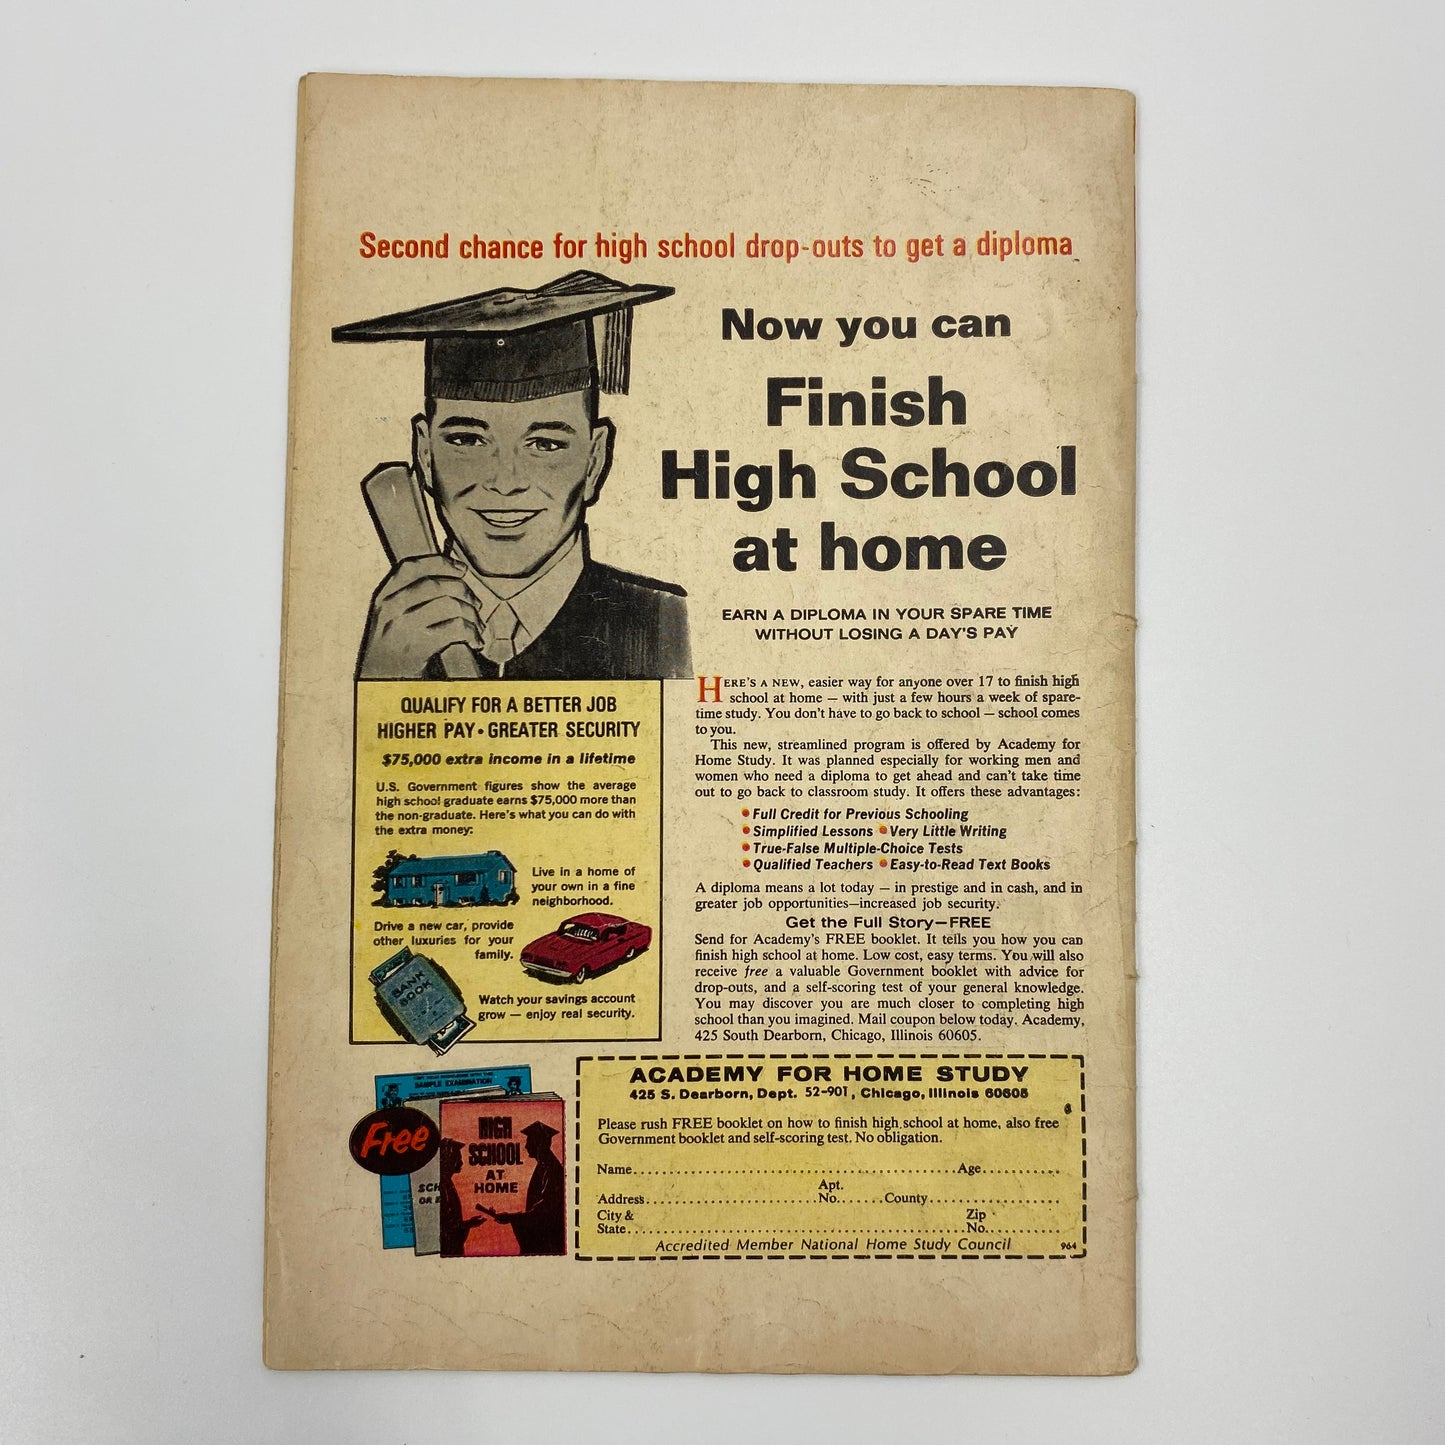 Second chance for high school drop-outs to get a diploma
Now you can
Finish
High School
at home
EARN A DIPLOMA IN YOUR SPARE TIME
WITHOUT LOSING A DAY'S PAY
HERE'S A NEW, easier way for anyone over 17 to finish high
school at home — with just a few hours a week of spare-
time study. You don't have to go back to school — school comes
to you.
This new, streamlined program is offered by Academy for
Home Study. It was planned especially for working men and
women who need a diploma to get ahead and can't take time
out to go back to classroom study. It offers these advantages:
• Full Credit for Previous Schooling
• Simplified Lessons • Very Little Writing
• True-False Multiple-Choice Tests
• Qualified Teachers • Easy-to-Read Text Books
A diploma means a lot today — in prestige and in cash, and in
greater job opportunities—increased job security.
Get the Full Story—FREE
Send for Academy's FREE booklet. It tells you how you can
finish high school at home. Low cost, easy terms. You will also
receive free a valuable Government booklet with advice for
drop-outs, and a self-scoring test of your general knowledge.
You may discover you are much closer to completing high
school than you imagined. Mail coupon below today. Academy,
425 South Dearborn, Chicago, Illinois 60605.
QUALIFY FOR A BETTER JOB
HIGHER PAY • GREATER SECURITY
$75,000 extra income in a lifetime
U.S. Government figures show the average
high school graduate earns $75,000 more than
the non-graduate. Here's what you can do with
the extra money:
Live in a home of
your own in a fine
neighborhood.
Drive a new car, provide
other luxuries for your
family.
BANK
BOOK
Watch your savings account
grow — enjoy real security.
SAMPLE EXAMINATION
Free
SCH
OR
HIGH
SCHOOL
AT
HOME
ACADEMY FOR HOME STUDY
425 S. Dearborn, Dept. 52-901, Chicago, Illinois 60605
Please rush FREE booklet on how to finish high school at home, also free
Government booklet and self-scoring test. No obligation.
Name..........Age..........
Apt.
Address..........No.......County..........
City & Zip
State..........No..........
Accredited Member National Home Study Council 964